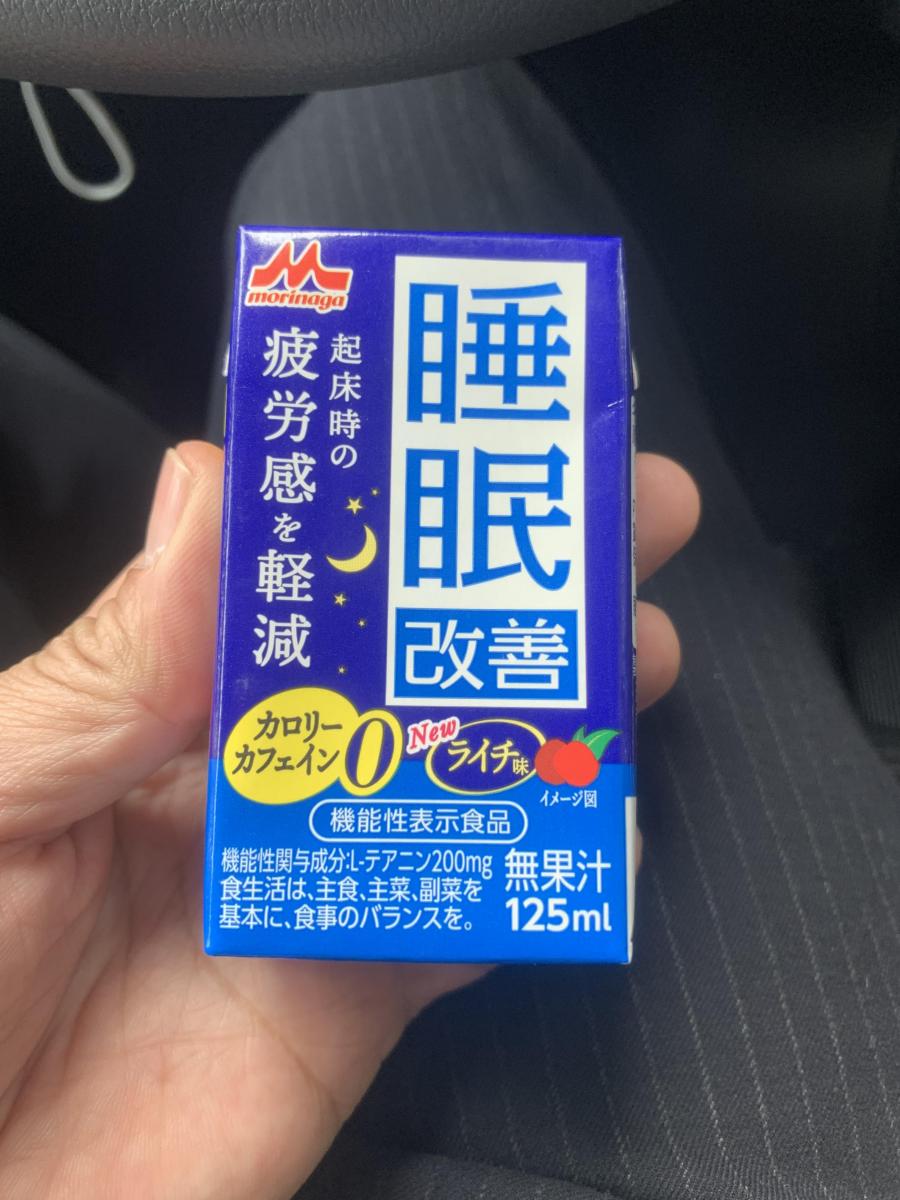 morinaga
睡眠
改善
起床時の
疲労感を軽減
カロリー
カフェイン0
New
ライチ味
イメージ図
機能性表示食品
機能性関与成分:L-テアニン200mg
食生活は、主食、主菜、副菜を
基本に、食事のバランスを。
無果汁
125ml